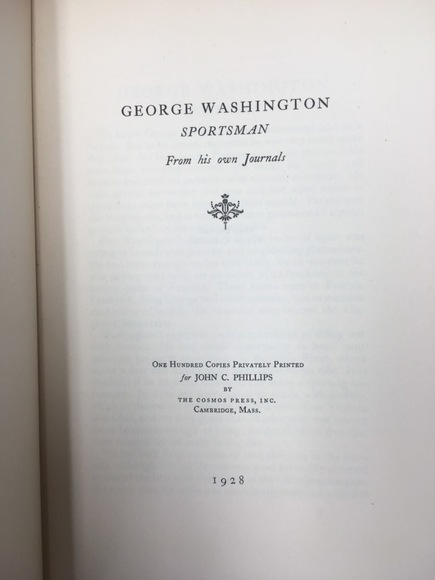 GEORGE WASHINGTON
SPORTSMAN
From his own Journals
One Hundred Copies Privately Printed
for JOHN C. PHILLIPS
BY
THE COSMOS PRESS, INC.
Cambridge, Mass.
1928